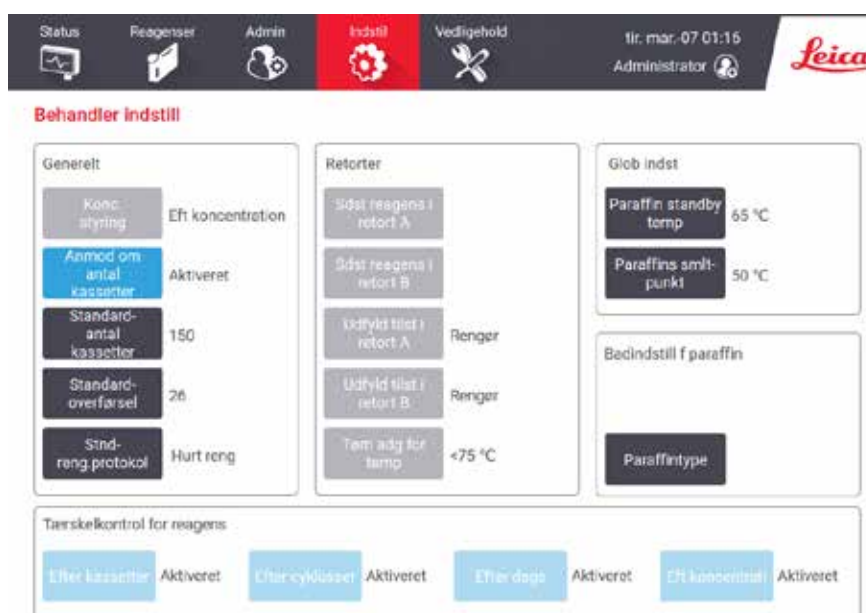 Status Reagenser Admin Indstil Vedligehold
tir. mar.-07 01:15
Administrator
Leica
Behandler indstill
Generelt
Konc
styring
Eft koncentration
Anmod om
antal
kassetter
Aktiveret
Standard-
antal
kassetter
150
Standard-
overførsel
26
Stnd-
reng.protokol
Hurt reng
Retorter
Sdst reagens i
retort A
Sdst reagens i
retort B
Udfyld tilst i
retort A
Rengør
Udfyld tilst i
retort B
Rengør
Tøm adg for
temp
<75 °C
Glob indst
Paraffin standby
temp
65 °C
Paraffins smlt-
punkt
50 °C
Badindstill f paraffin
Paraffintype
Tærskelkontrol for reagens
Efter kassetter Aktiveret Efter cyklusser Aktiveret Efter dage Aktiveret Eft koncentrati Aktiveret